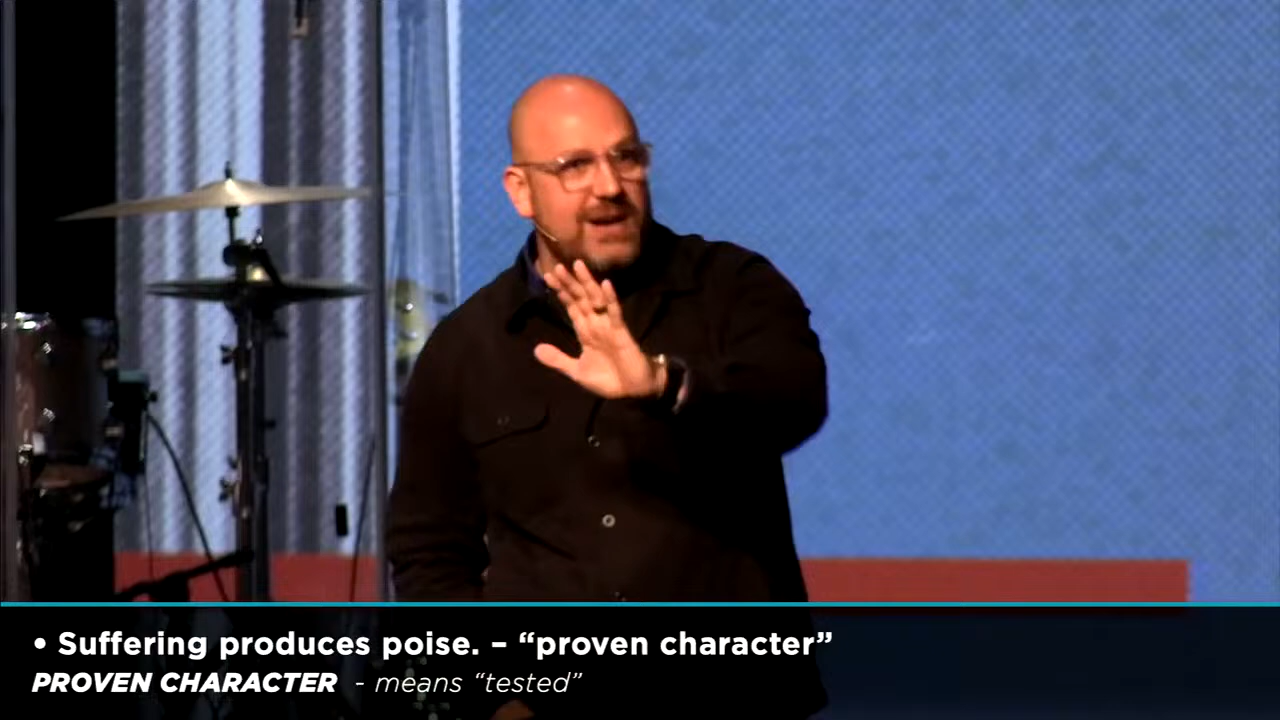 • Suffering produces poise. – “proven character”
PROVEN CHARACTER - means “tested”